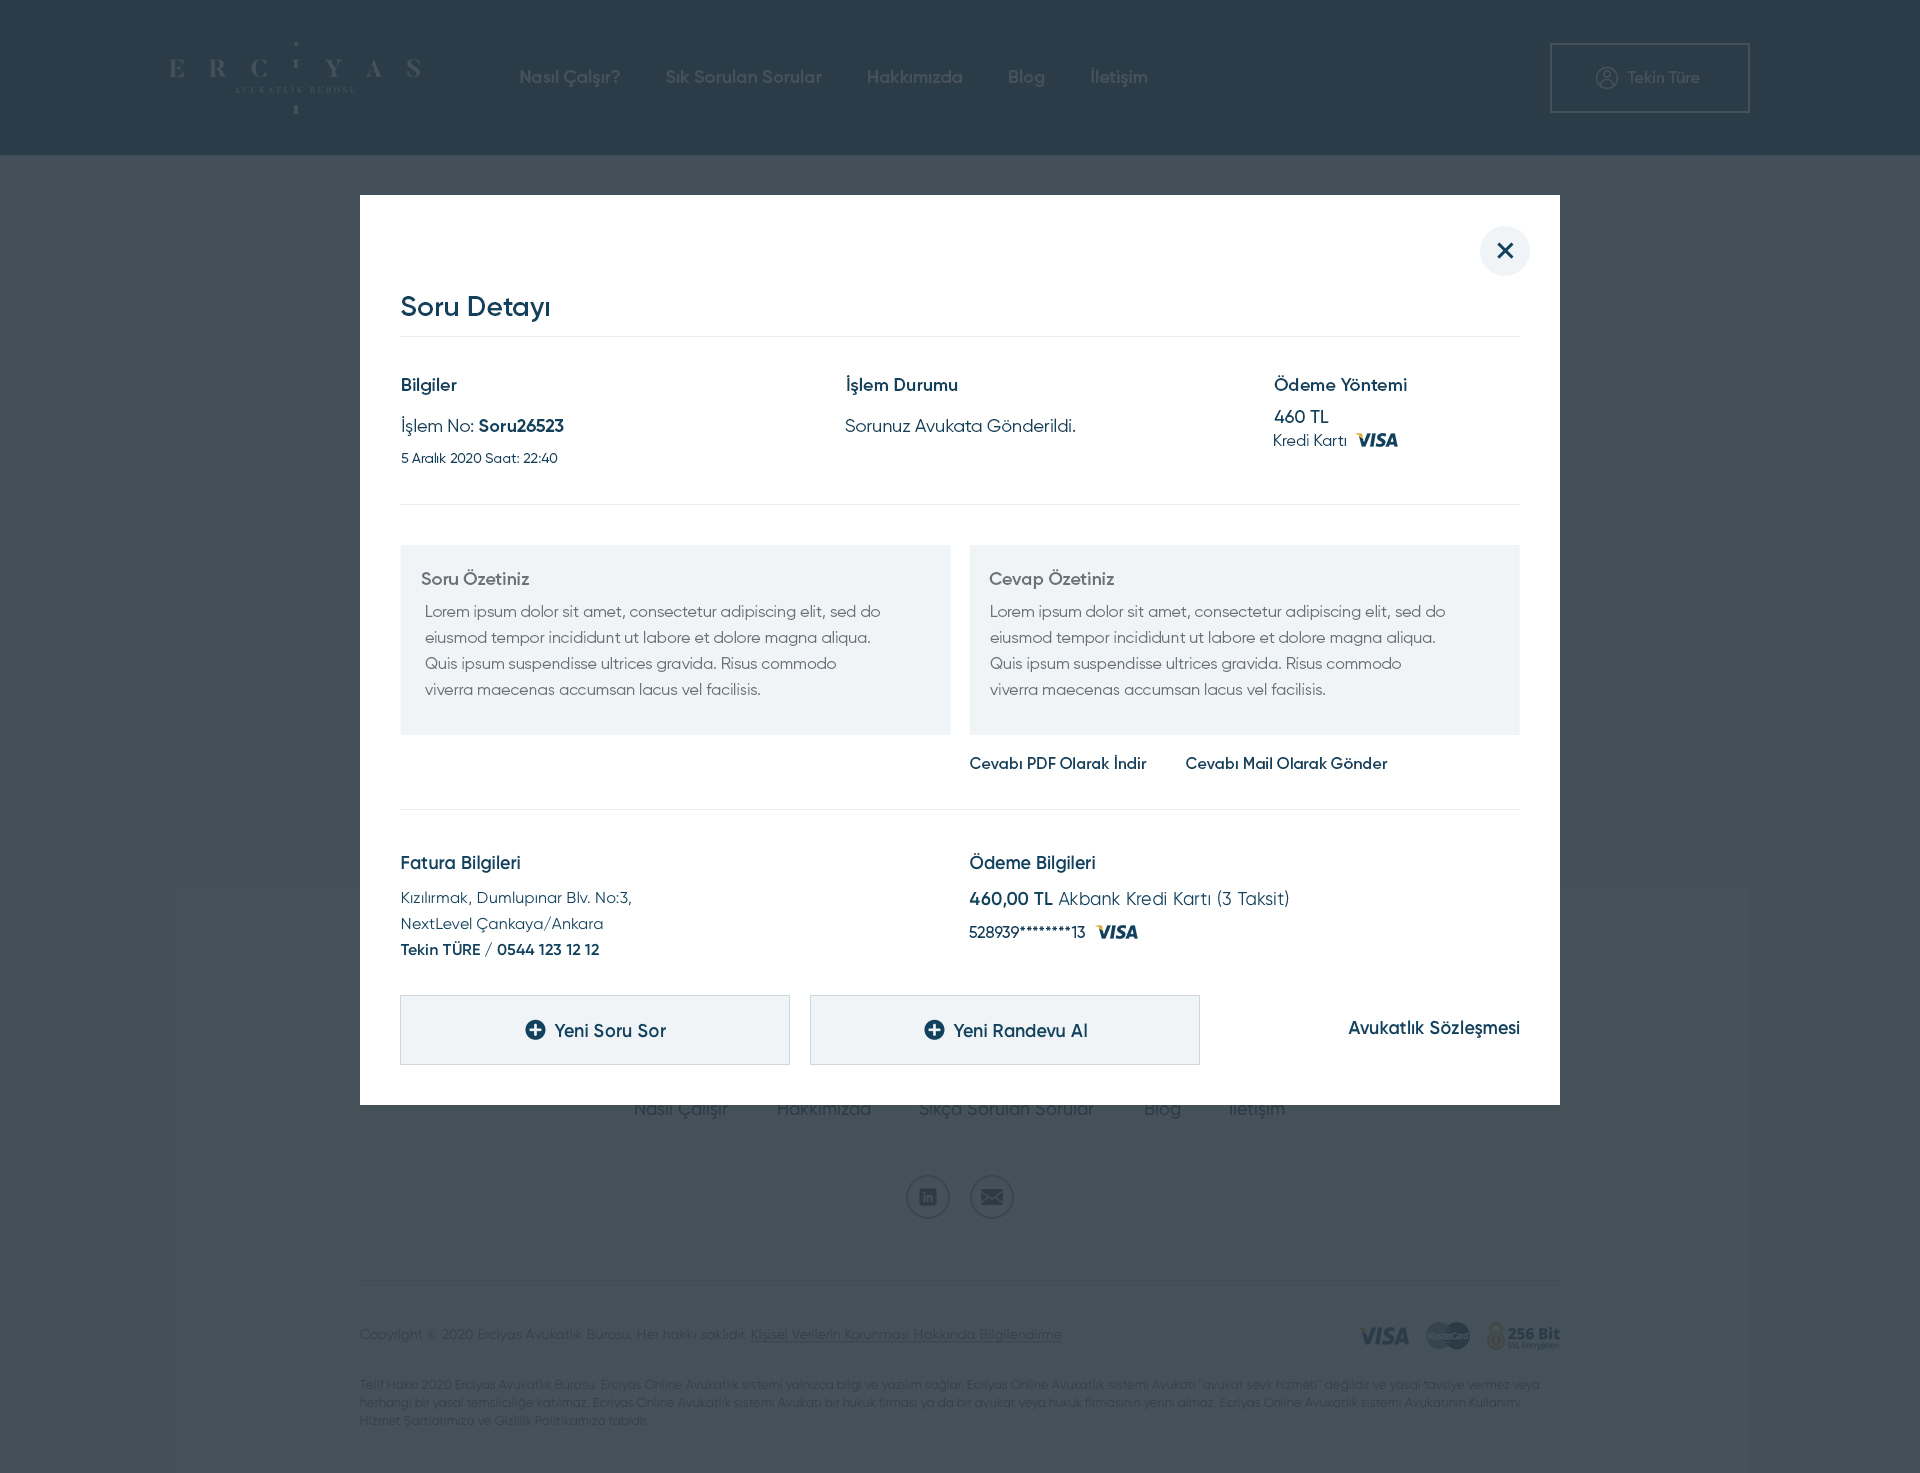 ERCİYAS
AVUKATLIK BÜROSU
Nasıl Çalşır?
Sık Sorulan Sorular
Hakkımızda
Blog
İletişim
Tekin Türe
Soru Detayı
Bilgiler
İşlem No: Soru26523
5 Aralık 2020 Saat: 22:40
İşlem Durumu
Sorunuz Avukata Gönderildi.
Ödeme Yöntemi
460 TL
Kredi Kartı VISA
Soru Özetiniz
Lorem ipsum dolor sit amet, consectetur adipiscing elit, sed do
eiusmod tempor incididunt ut labore et dolore magna aliqua.
Quis ipsum suspendisse ultrices gravida. Risus commodo
viverra maecenas accumsan lacus vel facilisis.
Cevap Özetiniz
Lorem ipsum dolor sit amet, consectetur adipiscing elit, sed do
eiusmod tempor incididunt ut labore et dolore magna aliqua.
Quis ipsum suspendisse ultrices gravida. Risus commodo
viverra maecenas accumsan lacus vel facilisis.
Cevabı PDF Olarak İndir
Cevabı Mail Olarak Gönder
Fatura Bilgileri
Kızılırmak, Dumlupınar Blv. No:3,
NextLevel Çankaya/Ankara
Tekin TÜRE / 0544 123 12 12
Ödeme Bilgileri
460,00 TL Akbank Kredi Kartı (3 Taksit)
528939********13 VISA
Yeni Soru Sor
Yeni Randevu Al
Avukatlık Sözleşmesi
Nasıl Çalışır
Hakkımızda
Sıkça Sorulan Sorular
Blog
İletişim
in
Copyright © 2020 Erciyas Avukatlık Bürosu. Her hakkı saklıdır. Kişisel Verilerin Korunması Hakkında Bilgilendirme
VISA
MasterCard
256 Bit
SSL Encryption
Telif Hakkı 2020 Erciyas Avukatlık Bürosu. Erciyas Online Avukatlık sistemi yalnızca bilgi ve yazılım sağlar. Ecriyas Online Avukatlık sistemi Avukatı "avukat sevk hizmeti" değildir ve yasal tavsiye vermez veya
herhangi bir yasal temsilciliğe katılmaz. Ecriyas Online Avukatlık sistemi Avukatı bir hukuk firması ya da bir avukat veya hukuk firmasının yerini almaz. Ecriyas Online Avukatlık sistemi Avukatının Kullanımı
Hizmet Şartlarımıza ve Gizlilik Politikamıza tabidir.